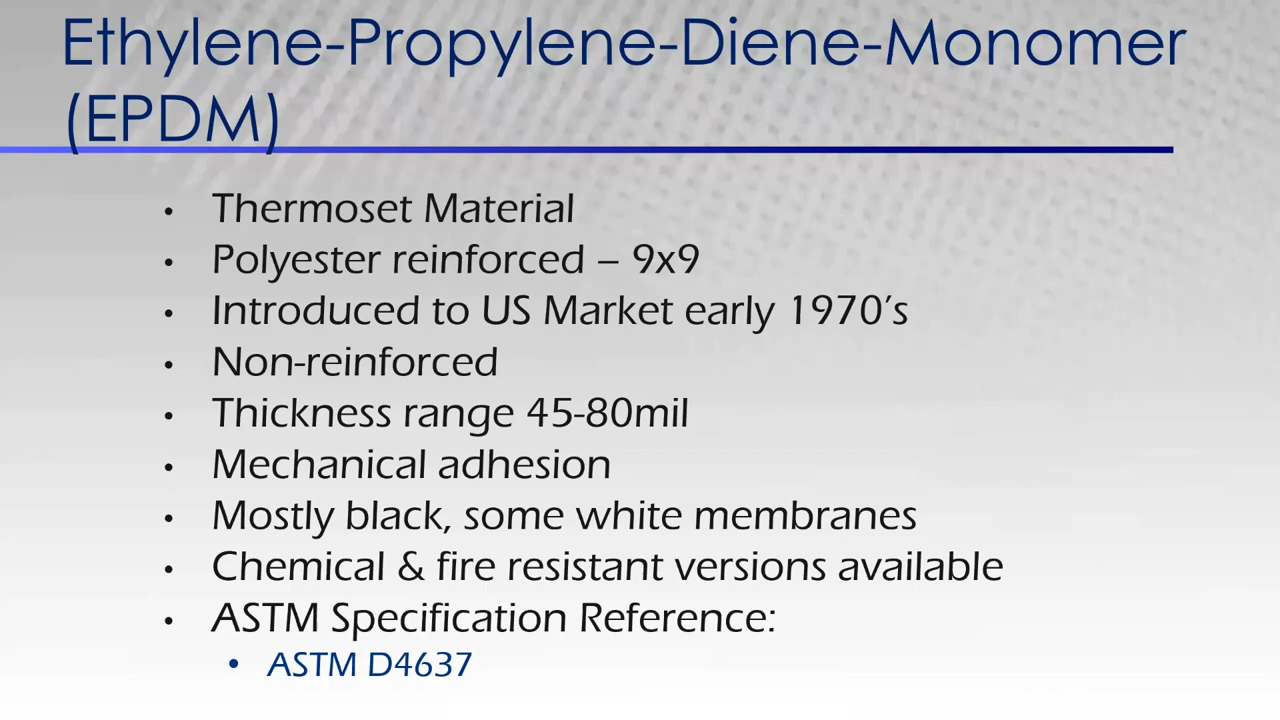 Ethylene-Propylene-Diene-Monomer
(EPDM)
• Thermoset Material
• Polyester reinforced – 9x9
• Introduced to US Market early 1970’s
• Non-reinforced
• Thickness range 45-80mil
• Mechanical adhesion
• Mostly black, some white membranes
• Chemical & fire resistant versions available
• ASTM Specification Reference:
• ASTM D4637